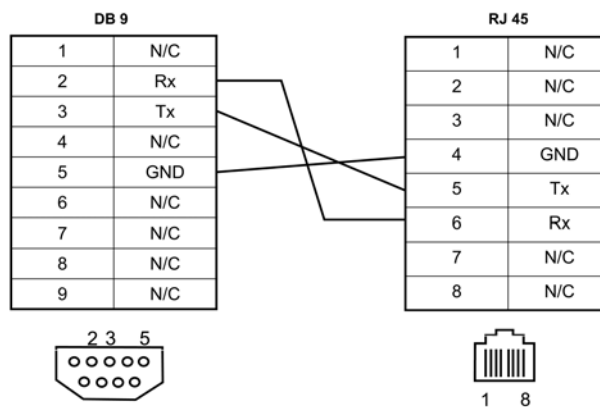 DB 9
1 N/C
2 Rx
3 Tx
4 N/C
5 GND
6 N/C
7 N/C
8 N/C
9 N/C
2 3 5
RJ 45
1 N/C
2 N/C
3 N/C
4 GND
5 Tx
6 Rx
7 N/C
8 N/C
1 8